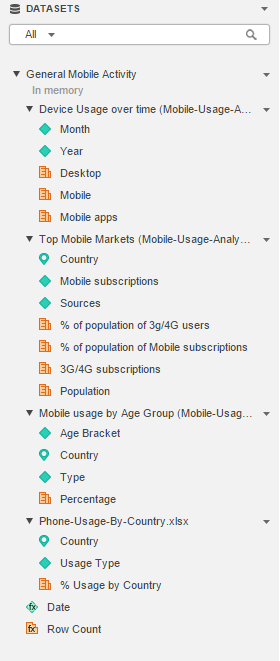 DATASETS
All
General Mobile Activity
In memory
Device Usage over time (Mobile-Usage-A...
Month
Year
Desktop
Mobile
Mobile apps
Top Mobile Markets (Mobile-Usage-Analy...
Country
Mobile subscriptions
Sources
% of population of 3g/4G users
% of population of Mobile subscriptions
3G/4G subscriptions
Population
Mobile usage by Age Group (Mobile-Usag...
Age Bracket
Country
Type
Percentage
Phone-Usage-By-Country.xlsx
Country
Usage Type
% Usage by Country
fx Date
fx Row Count